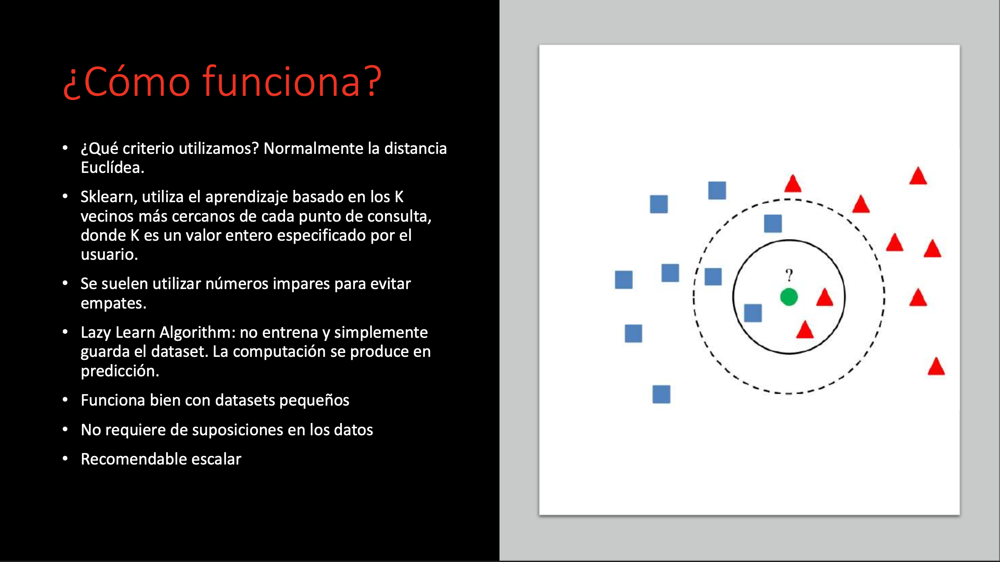 ¿Cómo funciona?
• ¿Qué criterio utilizamos? Normalmente la distancia
Euclídea.
• Sklearn, utiliza el aprendizaje basado en los K
vecinos más cercanos de cada punto de consulta,
donde K es un valor entero especificado por el
usuario.
• Se suelen utilizar números impares para evitar
empates.
• Lazy Learn Algorithm: no entrena y simplemente
guarda el dataset. La computación se produce en
predicción.
• Funciona bien con datasets pequeños
• No requiere de suposiciones en los datos
• Recomendable escalar
?